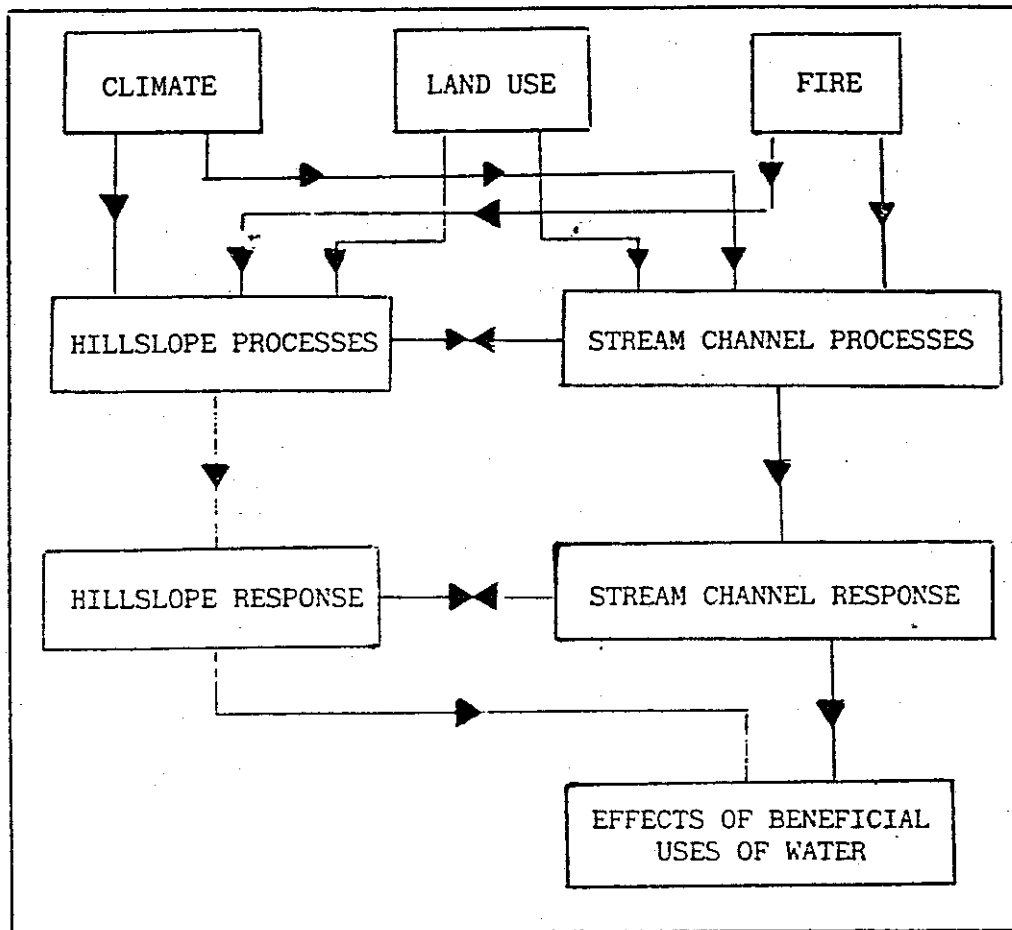 CLIMATE
LAND USE
FIRE
HILLSLOPE PROCESSES
STREAM CHANNEL PROCESSES
HILLSLOPE RESPONSE
STREAM CHANNEL RESPONSE
EFFECTS OF BENEFICIAL
USES OF WATER